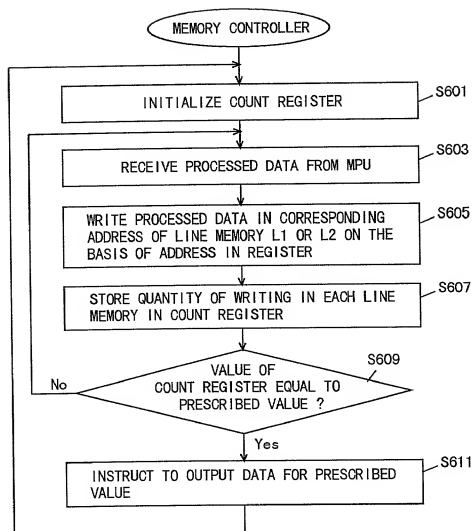 MEMORY CONTROLLER
S601
INITIALIZE COUNT REGISTER
S603
RECEIVE PROCESSED DATA FROM MPU
S605
WRITE PROCESSED DATA IN CORRESPONDING
ADDRESS OF LINE MEMORY L1 OR L2 ON THE
BASIS OF ADDRESS IN REGISTER
S607
STORE QUANTITY OF WRITING IN EACH LINE
MEMORY IN COUNT REGISTER
S609
VALUE OF
COUNT REGISTER EQUAL TO
PRESCRIBED VALUE ?
No
Yes
S611
INSTRUCT TO OUTPUT DATA FOR PRESCRIBED
VALUE